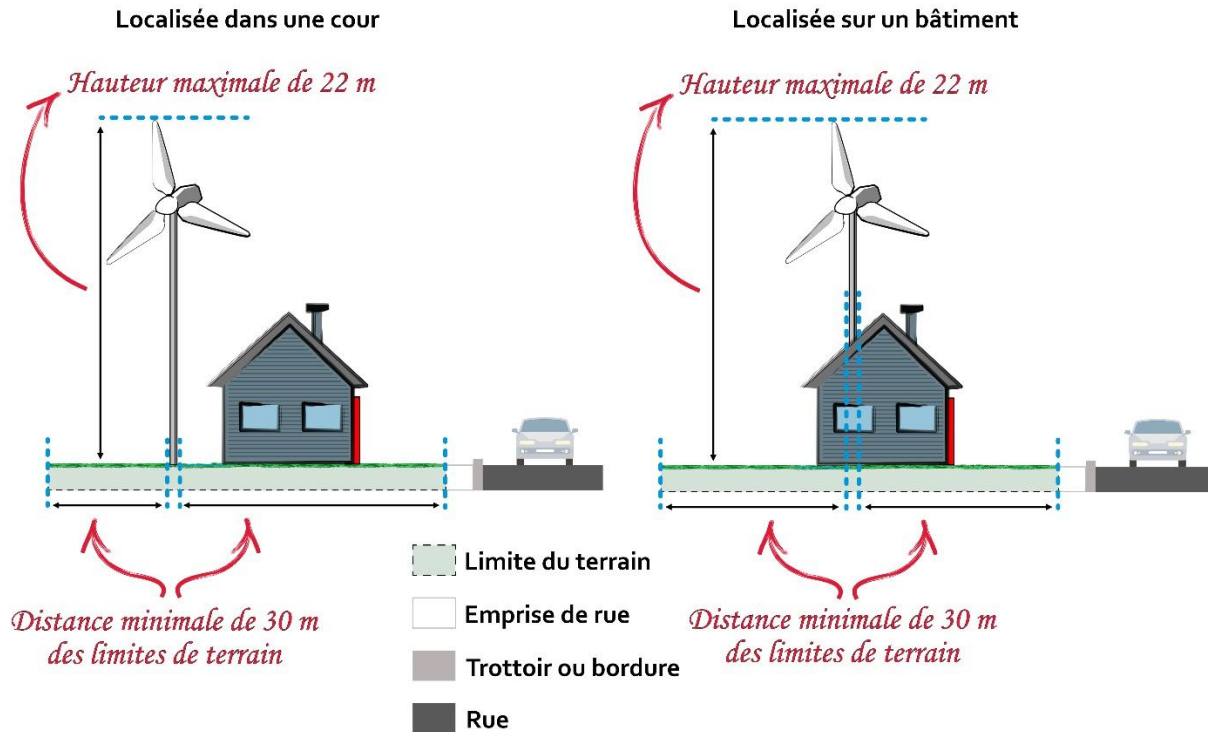 Localisée dans une cour
Hauteur maximale de 22 m
Distance minimale de 30 m
des limites de terrain
Localisée sur un bâtiment
Hauteur maximale de 22 m
Distance minimale de 30 m
des limites de terrain
Limite du terrain
Emprise de rue
Trottoir ou bordure
Rue